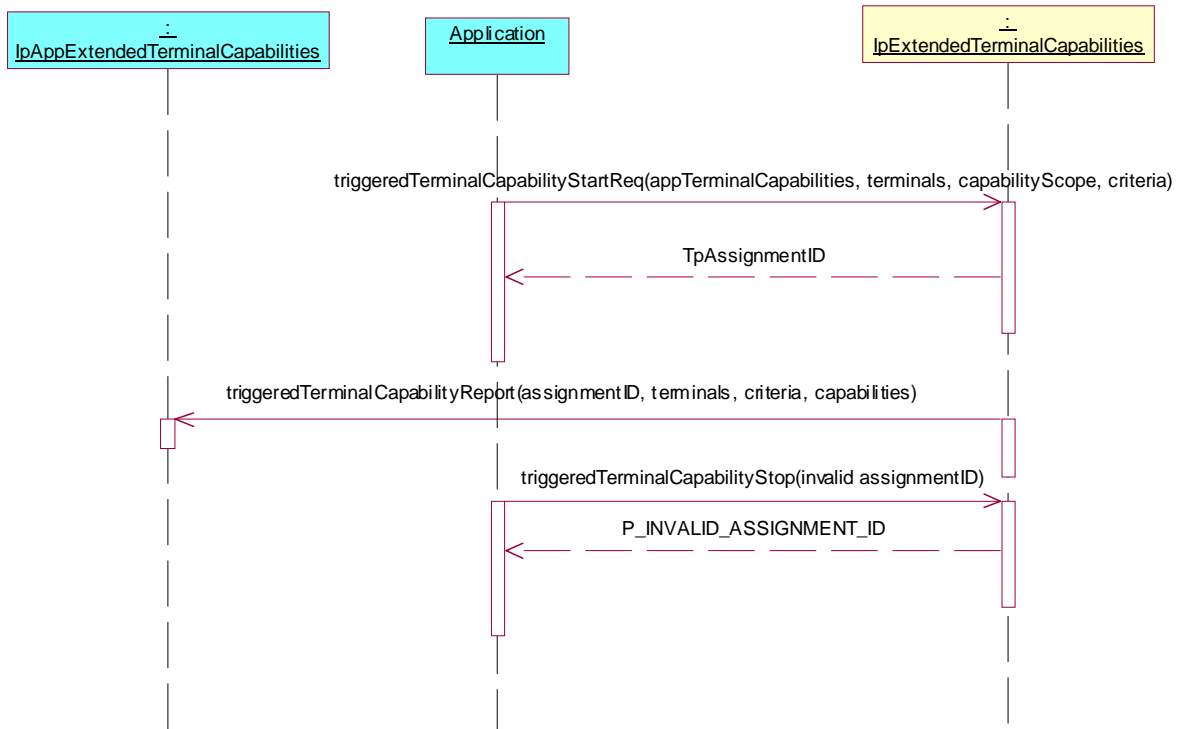 :
IpAppExtendedTerminalCapabilities
Application
:
IpExtendedTerminalCapabilities
triggeredTerminalCapabilityStartReq(appTerminalCapabilities, terminals, capabilityScope, criteria)
TpAssignmentID
triggeredTerminalCapabilityReport(assignmentID, terminals, criteria, capabilities)
triggeredTerminalCapabilityStop(invalid assignmentID)
P_INVALID_ASSIGNMENT_ID